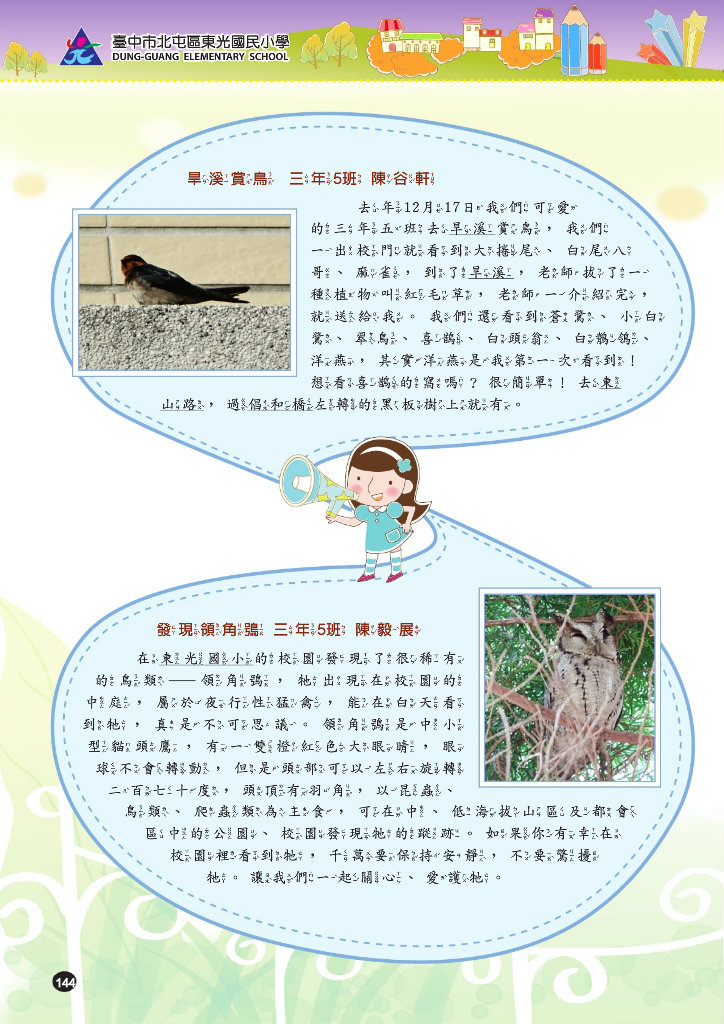 臺中市北屯區東光國民小學
DUNG-GUANG ELEMENTARY SCHOOL
旱溪賞鳥 三年5班 陳谷軒
去年12月17日我們可愛
的三年五班去旱溪賞鳥，我們
一出校門就看到大捲尾、白尾八
哥、麻雀，到了旱溪，老師拔了一
種植物叫紅毛草，老師一介紹完，
就送給我。我們還看到蒼鷺、小白
鷺、翠鳥、喜鵲、白頭翁、白鶺鴒、
洋燕，其實洋燕是我第一次看到！
想看喜鵲的窩嗎？很簡單！去東
山路，過倡和橋左轉的黑板樹上就有。
發現領角鴞 三年5班 陳毅展
在東光國小的校園發現了很稀有
的鳥類──領角鴞，牠出現在校園的
中庭，屬於夜行性猛禽，能在白天看
到牠，真是不可思議。領角鴞是中小
型貓頭鷹，有一雙橙紅色大眼睛，眼
球不會轉動，但是頭部可以左右旋轉
二百七十度，頭頂有羽角，以昆蟲、
鳥類、爬蟲類為主食，可在中、低海拔山區及都會
區中的公園、校園發現牠的蹤跡。如果你有幸在
校園裡看到牠，千萬要保持安靜，不要驚擾
牠。讓我們一起關心、愛護牠。
144